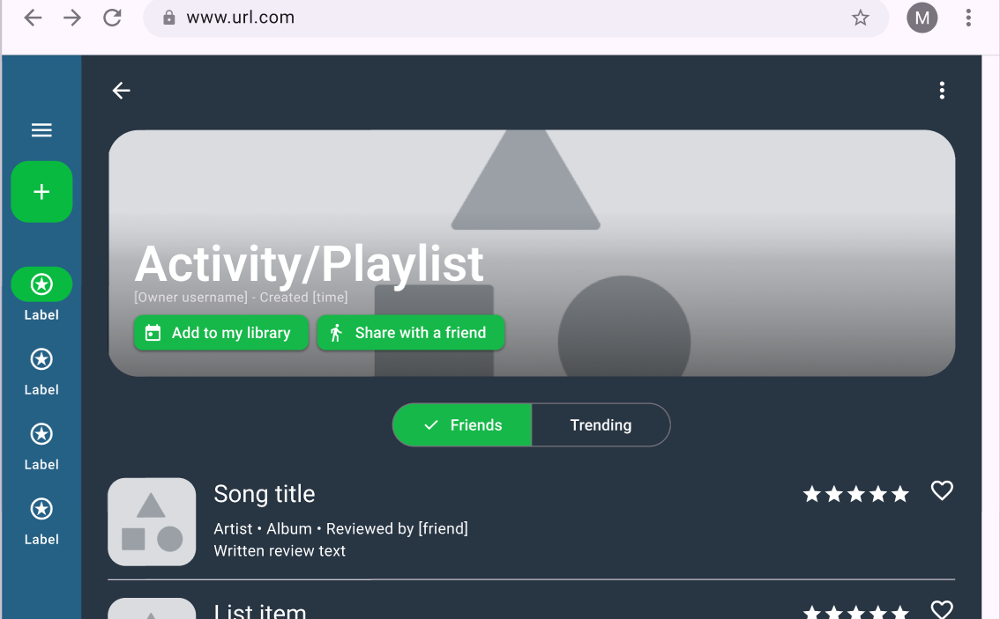 www.url.com
M
Activity/Playlist
[Owner username] - Created [time]
Add to my library
Share with a friend
Label
Label
Label
Label
Friends
Trending
Song title
Artist • Album • Reviewed by [friend]
Written review text
List item